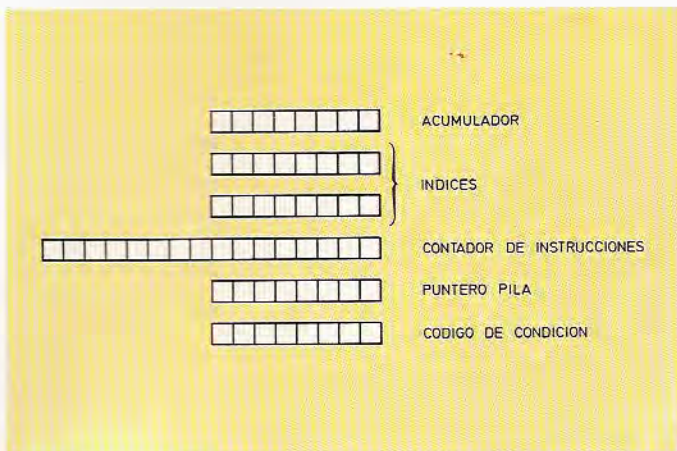 ACUMULADOR
INDICES
CONTADOR DE INSTRUCCIONES
PUNTERO PILA
CODIGO DE CONDICION